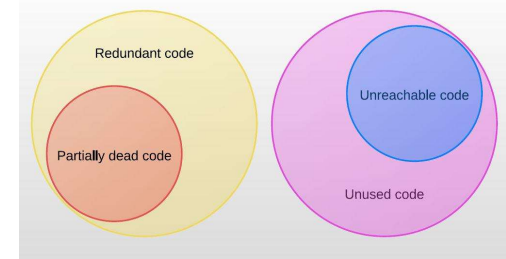 Redundant code
Partially dead code
Unreachable code
Unused code